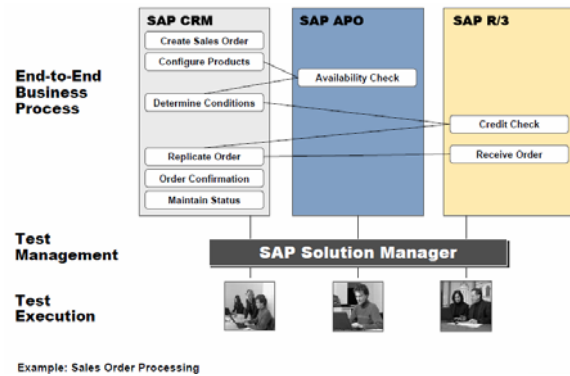 SAP CRM
SAP APO
SAP R/3
End-to-End
Business
Process
Create Sales Order
Configure Products
Availability Check
Determine Conditions
Credit Check
Replicate Order
Receive Order
Order Confirmation
Maintain Status
Test
Management
SAP Solution Manager
Test
Execution
Example: Sales Order Processing